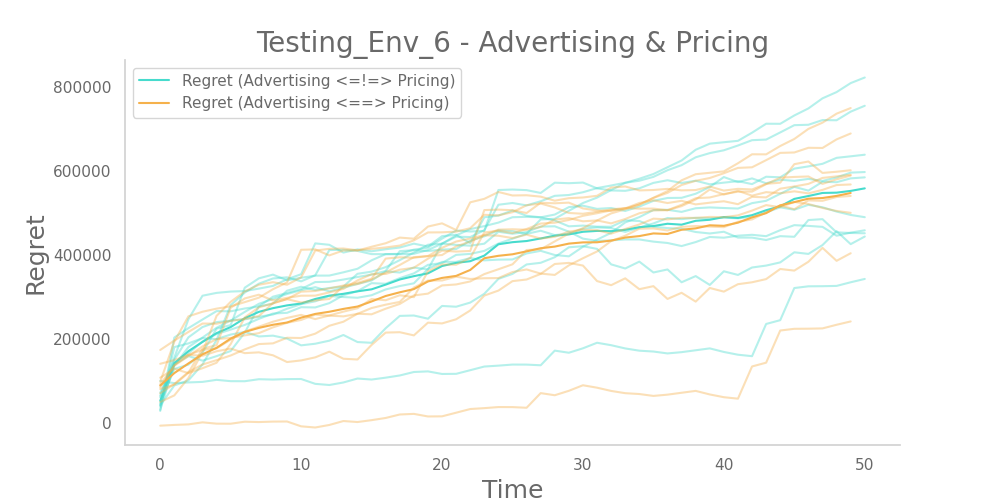 Testing_Env_6 - Advertising & Pricing
Regret (Advertising <=!=> Pricing)
Regret (Advertising <==> Pricing)
800000
600000
400000
200000
0
Regret
0 10 20 30 40 50
Time